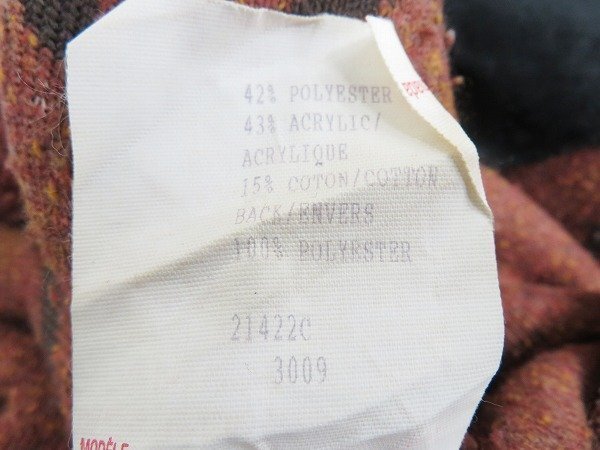 42% POLYESTER
43% ACRYLIC/
ACRYLIQUE
15% COTON/COTTON
BACK/ENVERS
100% POLYESTER
21422C
3009
MODÈLE